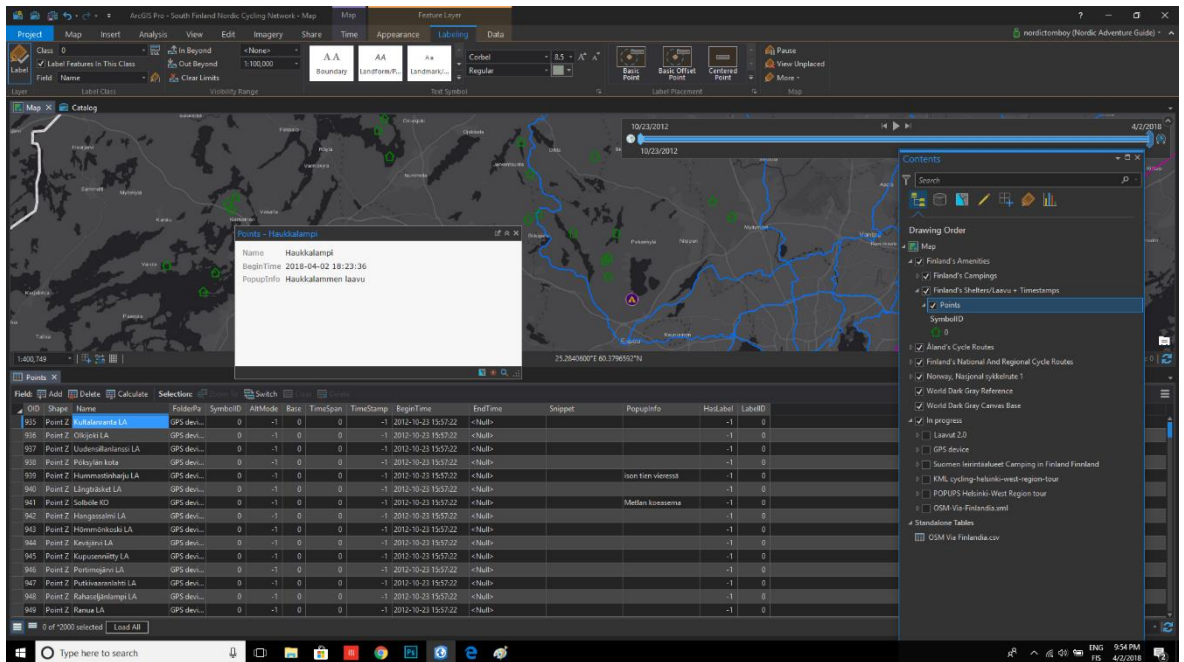 ArcGIS Pro - South Finland Nordic Cycling Network - Map
Map
Feature Layer
?
Project Map Insert Analysis View Edit Imagery Share Time Appearance Labeling Data
nordictomboy (Nordic Adventure Guide)
Label
Class 0
Label Features In This Class
Field Name
In Beyond <None>
Out Beyond 1:100,000
Clear Limits
AA Boundary
AA Landform/P...
Aa Landmark/...
Corbel 8.5
Regular
Basic Point
Basic Offset Point
Centered Point
Pause
View Unplaced
More
Layer Label Class Visibility Range Text Symbol Label Placement Map
Map Catalog
10/23/2012 4/2/2018
10/23/2012
Points - Haukkalampi
Name Haukkalampi
BeginTime 2018-04-02 18:23:36
PopupInfo Haukkalammen laavu
Espoo
Vantaa
1:400,749
25.2840600°E 60.3796592°N
Contents
Search
Drawing Order
Map
Finland's Amenities
Finland's Campings
Finland's Shelters/Laavu + Timestamps
Points
SymbolID
0
Åland's Cycle Routes
Finland's National And Regional Cycle Routes
Norway, Nasjonal sykkelrute 1
World Dark Gray Reference
World Dark Gray Canvas Base
In progress
Laavut 2.0
GPS device
Suomen leirintäalueet Camping in Finland Finnland
KML cycling-helsinki-west-region-tour
POPUPS Helsinki-West Region tour
OSM-Via-Finlandia.xml
Standalone Tables
OSM Via Finlandia.csv
Points
Field: Add Delete Calculate Selection: Zoom To Switch Clear Delete
OID Shape Name FolderPa SymbolID AltMode Base TimeSpan TimeStamp BeginTime EndTime Snippet PopupInfo HasLabel LabelID
935 Point Z Kultalanranta LA GPS devi... 0 -1 0 0 -1 2012-10-23 15:57:22 <Null> -1 0
936 Point Z Olkijoki LA GPS devi... 0 -1 0 0 -1 2012-10-23 15:57:22 <Null> -1 0
937 Point Z Uudensillanlanssi LA GPS devi... 0 -1 0 0 -1 2012-10-23 15:57:22 <Null> -1 0
938 Point Z Pöksylän kota GPS devi... 0 -1 0 0 -1 2012-10-23 15:57:22 <Null> -1 0
939 Point Z Hummastinharju LA GPS devi... 0 -1 0 0 -1 2012-10-23 15:57:22 <Null> ison tien vieressä -1 0
940 Point Z Långträsket LA GPS devi... 0 -1 0 0 -1 2012-10-23 15:57:22 <Null> -1 0
941 Point Z Solböle KO GPS devi... 0 -1 0 0 -1 2012-10-23 15:57:22 <Null> Metlan koeasema -1 0
942 Point Z Hangassalmi LA GPS devi... 0 -1 0 0 -1 2012-10-23 15:57:22 <Null> -1 0
943 Point Z Hömmönkoski LA GPS devi... 0 -1 0 0 -1 2012-10-23 15:57:22 <Null> -1 0
944 Point Z Keväjärvi LA GPS devi... 0 -1 0 0 -1 2012-10-23 15:57:22 <Null> -1 0
945 Point Z Kupusenniitty LA GPS devi... 0 -1 0 0 -1 2012-10-23 15:57:22 <Null> -1 0
946 Point Z Portimojärvi LA GPS devi... 0 -1 0 0 -1 2012-10-23 15:57:22 <Null> -1 0
947 Point Z Putkivaaranlahti LA GPS devi... 0 -1 0 0 -1 2012-10-23 15:57:22 <Null> -1 0
948 Point Z Rahaseljänlampi LA GPS devi... 0 -1 0 0 -1 2012-10-23 15:57:22 <Null> -1 0
949 Point Z Ranua LA GPS devi... 0 -1 0 0 -1 2012-10-23 15:57:22 <Null> -1 0
0 of *2000 selected Load All
Type here to search
Ps
ENG 9:54 PM
FIS 4/2/2018